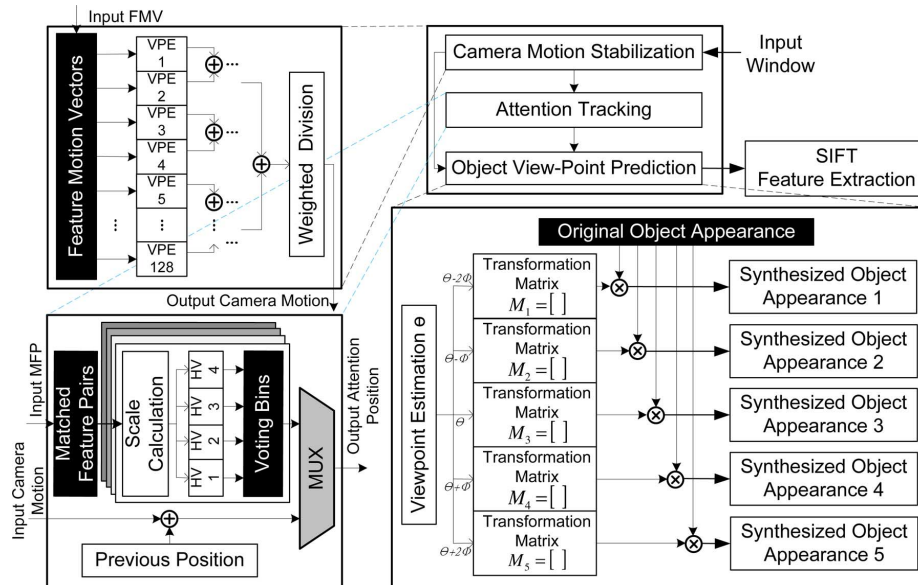 Input FMV
Feature Motion Vectors
VPE
1
VPE
2
VPE
3
VPE
4
VPE
5
...
...
VPE
128
...
...
...
...
...
...
Weighted Division
Output Camera Motion
Camera Motion Stabilization
Input
Window
Attention Tracking
Object View-Point Prediction
SIFT
Feature Extraction
Input MFP
Matched
Feature Pairs
Scale
Calculation
HV 4
HV 3
HV 2
HV 1
Voting Bins
MUX
Output Attention
Position
Input Camera
Motion
Previous Position
Original Object Appearance
Viewpoint Estimation Θ
Θ-2Φ
Transformation
Matrix
M₁=[ ]
Synthesized Object
Appearance 1
Θ-Φ
Transformation
Matrix
M₂=[ ]
Synthesized Object
Appearance 2
Θ
Transformation
Matrix
M₃=[ ]
Synthesized Object
Appearance 3
Θ+Φ
Transformation
Matrix
M₄=[ ]
Synthesized Object
Appearance 4
Θ+2Φ
Transformation
Matrix
M₅=[ ]
Synthesized Object
Appearance 5